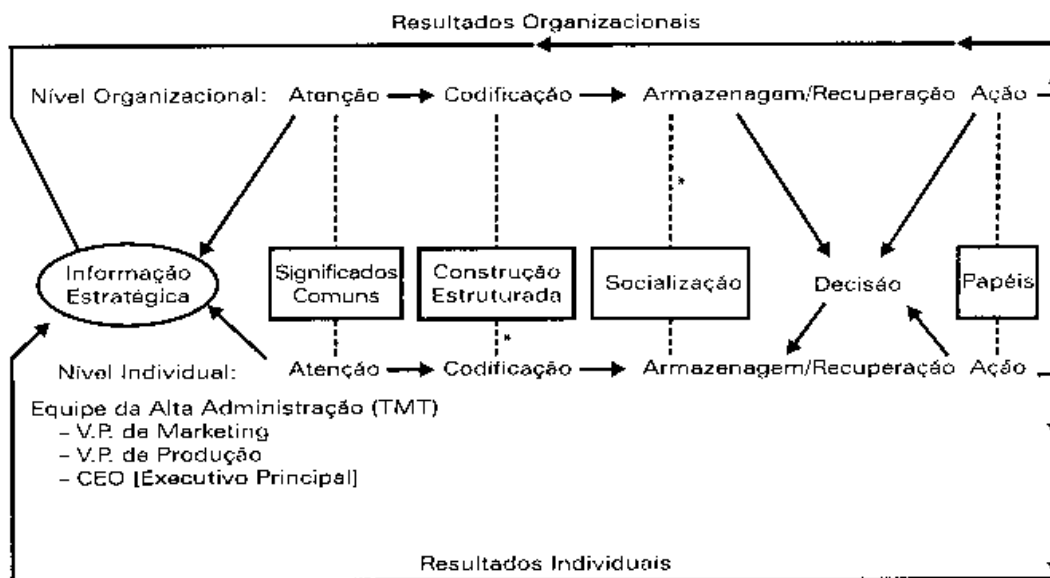 Resultados Organizacionais
Nível Organizacional: Atenção Codificação Armazenagem/Recuperação Ação
*
Informação
Estratégica
Significados
Comuns
Construção
Estruturada
Socialização
Decisão
Papéis
*
Nível Individual: Atenção Codificação Armazenagem/Recuperação Ação
Equipe da Alta Administração (TMT)
– V.P. de Marketing
– V.P. de Produção
– CEO [Executivo Principal]
Resultados Individuais